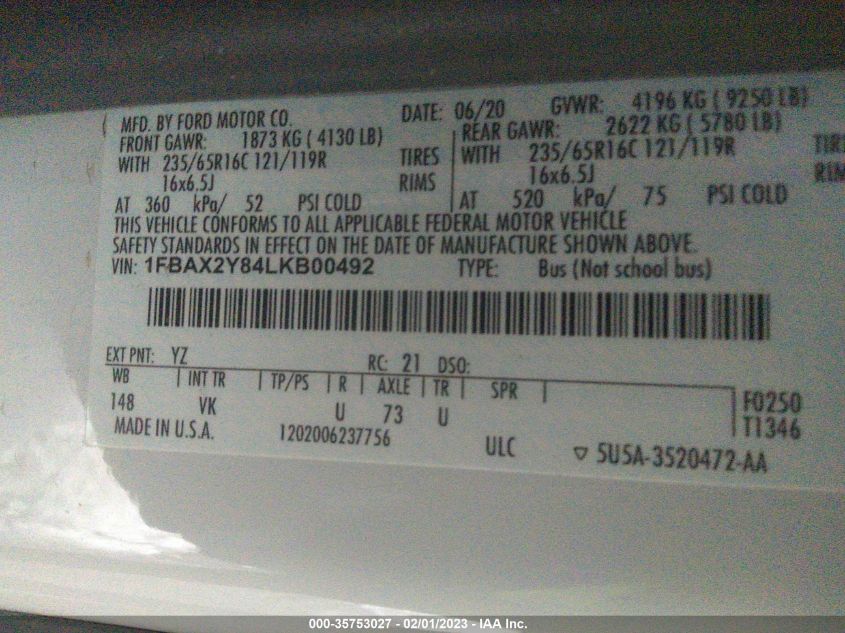 MFD. BY FORD MOTOR CO. DATE: 06/20 GVWR: 4196 KG ( 9250 LB)
FRONT GAWR: 1873 KG ( 4130 LB) REAR GAWR: 2622 KG ( 5780 LB)
WITH 235/65R16C 121/119R TIRES WITH 235/65R16C 121/119R TIRE
16x6.5J RIMS 16x6.5J RIM
AT 360 kPa/ 52 PSI COLD AT 520 kPa/ 75 PSI COLD
THIS VEHICLE CONFORMS TO ALL APPLICABLE FEDERAL MOTOR VEHICLE
SAFETY STANDARDS IN EFFECT ON THE DATE OF MANUFACTURE SHOWN ABOVE.
VIN: 1FBAX2Y84LKB00492 TYPE: Bus (Not school bus)
EXT PNT: YZ RC: 21 DSO:
WB INT TR TP/PS R AXLE TR SPR F0250
148 VK U 73 U T1346
MADE IN U.S.A. 1202006237756 ULC ▽ 5U5A-3520472-AA
000-35753027 - 02/01/2023 - IAA Inc.